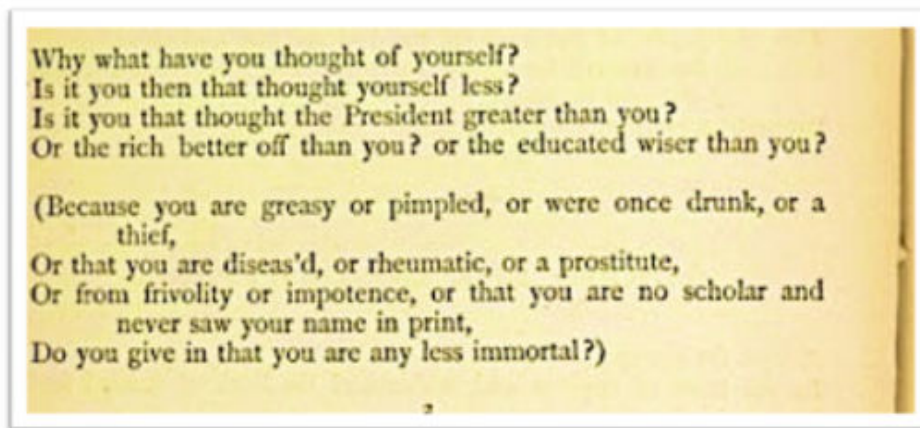 Why what have you thought of yourself?
Is it you then that thought yourself less?
Is it you that thought the President greater than you?
Or the rich better off than you? or the educated wiser than you?
(Because you are greasy or pimpled, or were once drunk, or a
thief,
Or that you are diseas'd, or rheumatic, or a prostitute,
Or from frivolity or impotence, or that you are no scholar and
never saw your name in print,
Do you give in that you are any less immortal?)
2